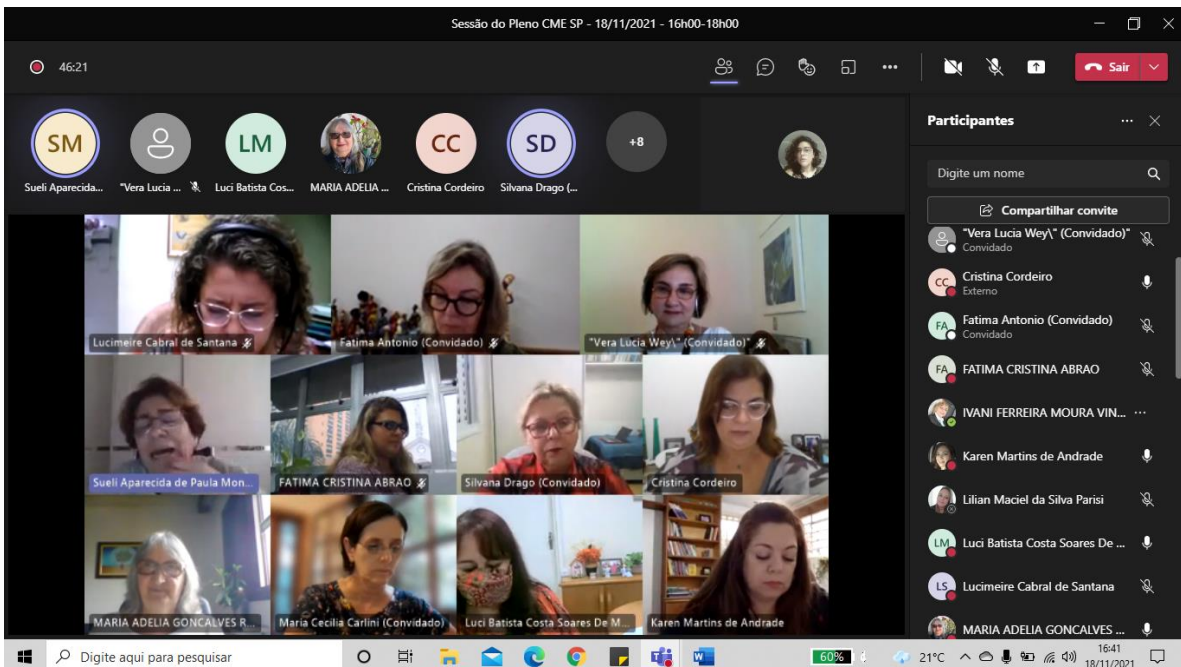 Sessão do Pleno CME SP - 18/11/2021 - 16h00-18h00
46:21
Sair
SM
LM
CC
SD
+8
Sueli Aparecida...
"Vera Lucia ...
Luci Batista Cos...
MARIA ADELIA ...
Cristina Cordeiro
Silvana Drago (...
Participantes
Digite um nome
Compartilhar convite
"Vera Lucia Wey\" (Convidado)"
Convidado
CC
Cristina Cordeiro
Externo
FA
Fatima Antonio (Convidado)
Convidado
FA
FATIMA CRISTINA ABRAO
IVANI FERREIRA MOURA VIN...
Karen Martins de Andrade
Lilian Maciel da Silva Parisi
LM
Luci Batista Costa Soares De ...
LS
Lucimeire Cabral de Santana
MARIA ADELIA GONCALVES ...
Lucimeire Cabral de Santana
Fatima Antonio (Convidado)
"Vera Lucia Wey\" (Convidado)"
Sueli Aparecida de Paula Mon...
FATIMA CRISTINA ABRAO
Silvana Drago (Convidado)
Cristina Cordeiro
MARIA ADELIA GONCALVES R...
Maria Cecilia Carlini (Convidado)
Luci Batista Costa Soares De M...
Karen Martins de Andrade
Digite aqui para pesquisar
60%
21°C
16:41
18/11/2021